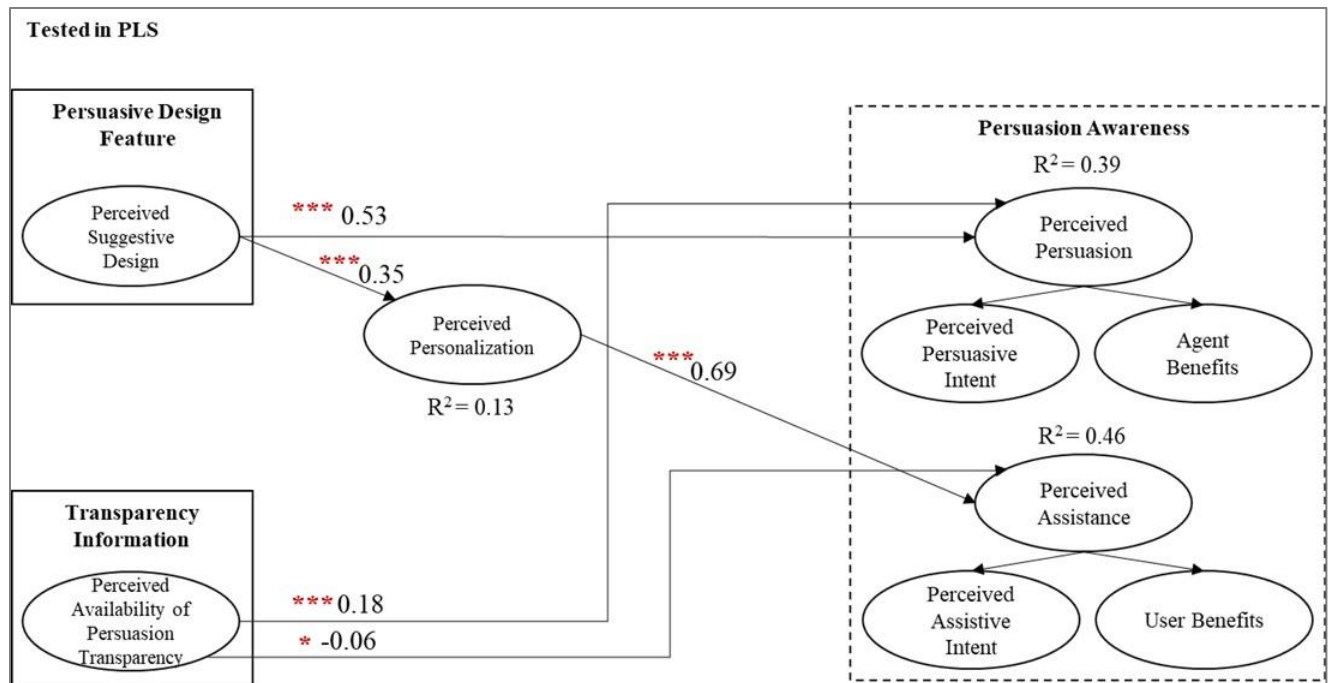 Tested in PLS
Persuasive Design
Feature
Perceived
Suggestive
Design
*** 0.53
***0.35
Perceived
Personalization
R² = 0.13
***0.69
Transparency
Information
Perceived
Availability of
Persuasion
Transparency
*** 0.18
* -0.06
Persuasion Awareness
R² = 0.39
Perceived
Persuasion
Perceived
Persuasive
Intent
Agent
Benefits
R² = 0.46
Perceived
Assistance
Perceived
Assistive
Intent
User Benefits